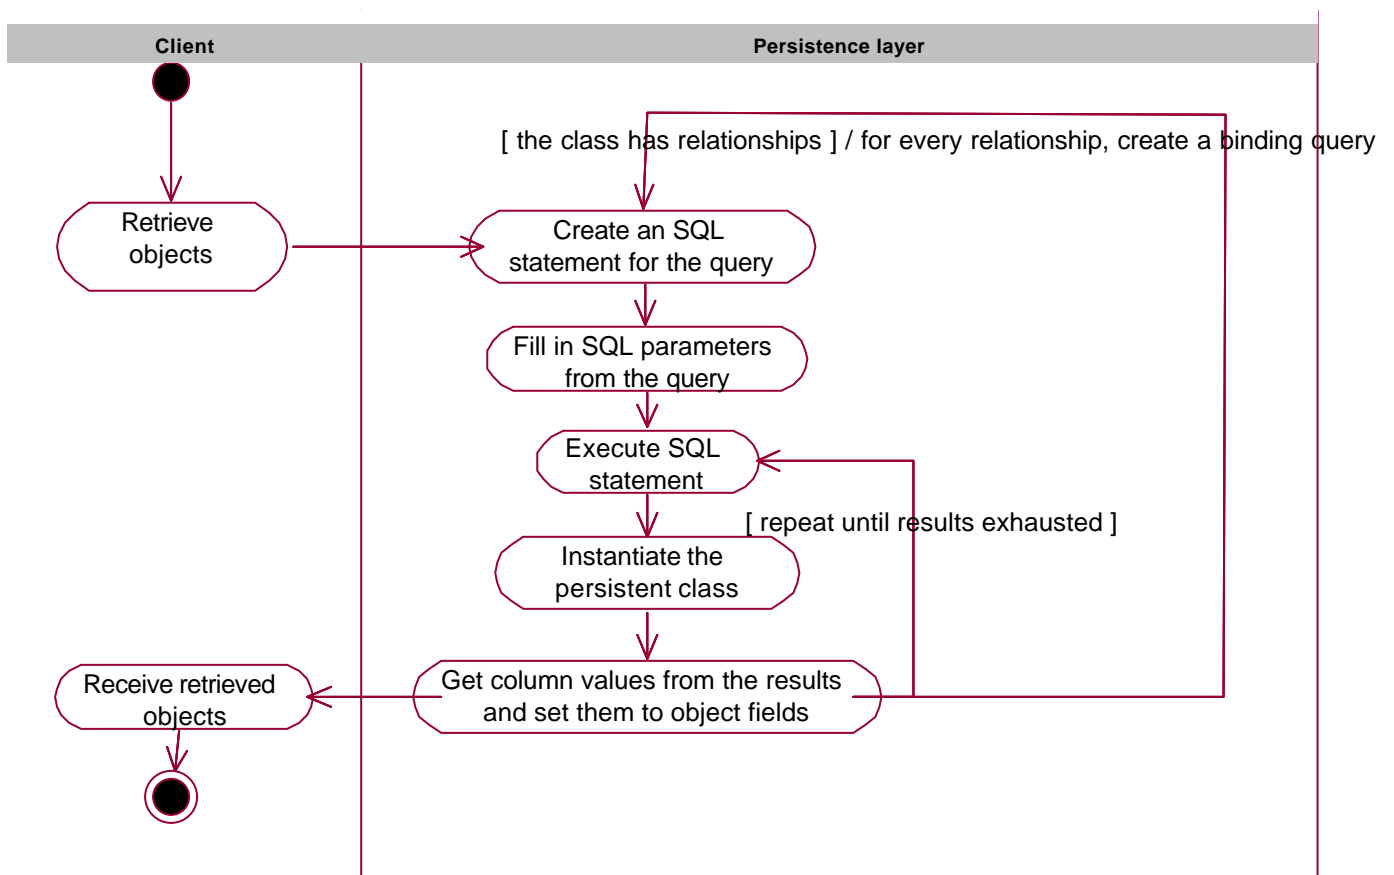 Client
Persistence layer
[ the class has relationships ] / for every relationship, create a binding query
Retrieve
objects
Create an SQL
statement for the query
Fill in SQL parameters
from the query
Execute SQL
statement
[ repeat until results exhausted ]
Instantiate the
persistent class
Receive retrieved
objects
Get column values from the results
and set them to object fields